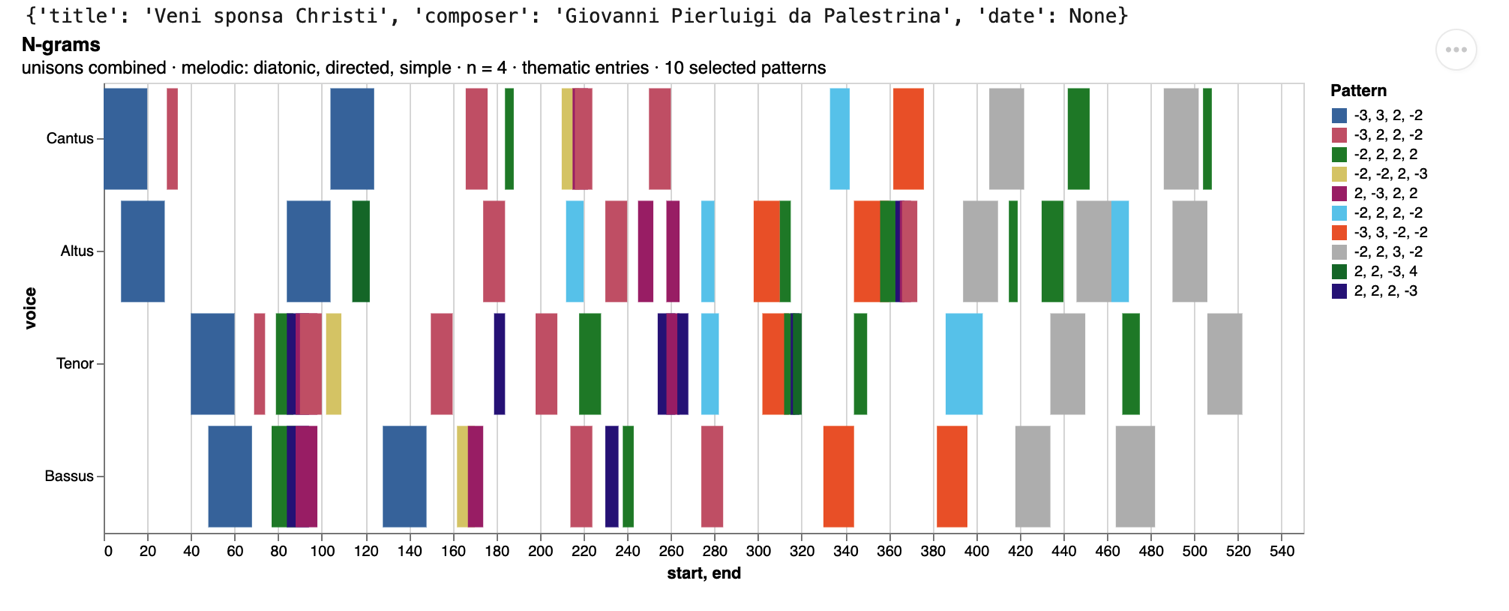 {'title': 'Veni sponsa Christi', 'composer': 'Giovanni Pierluigi da Palestrina', 'date': None}
N-grams
unisons combined · melodic: diatonic, directed, simple · n = 4 · thematic entries · 10 selected patterns
Cantus
Altus
Tenor
Bassus
voice
0 20 40 60 80 100 120 140 160 180 200 220 240 260 280 300 320 340 360 380 400 420 440 460 480 500 520 540
start, end
Pattern
-3, 3, 2, -2
-3, 2, 2, -2
-2, 2, 2, 2
-2, -2, 2, -3
2, -3, 2, 2
-2, 2, 2, -2
-3, 3, -2, -2
-2, 2, 3, -2
2, 2, -3, 4
2, 2, 2, -3